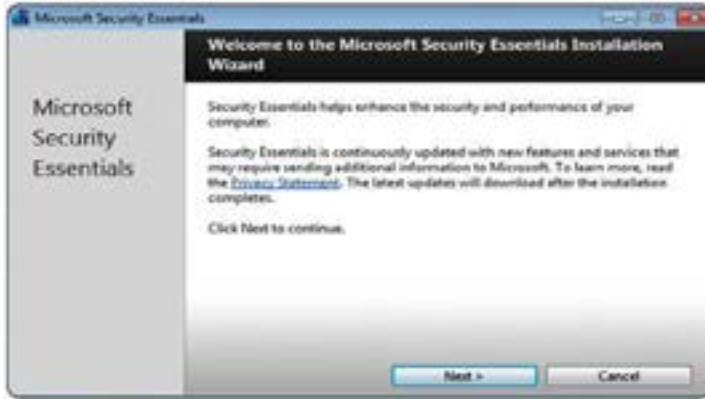 Microsoft Security Essentials
Welcome to the Microsoft Security Essentials Installation
Wizard
Microsoft
Security
Essentials
Security Essentials helps enhance the security and performance of your
computer.
Security Essentials is continuously updated with new features and services that
may require sending additional information to Microsoft. To learn more, read
the Privacy Statement. The latest updates will download after the installation
completes.
Click Next to continue.
Next >
Cancel